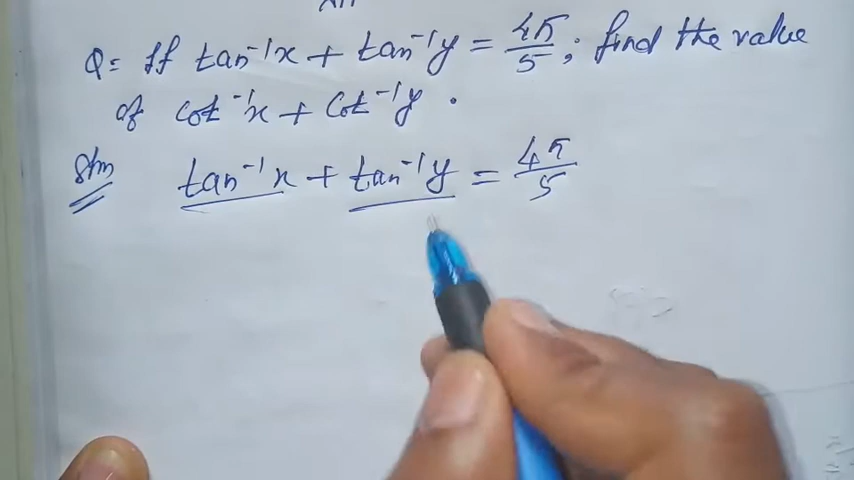 Q= If tan⁻¹x + tan⁻¹y = 4π/5; find the value
of cot⁻¹x + cot⁻¹y .
Soln tan⁻¹x + tan⁻¹y = 4π/5